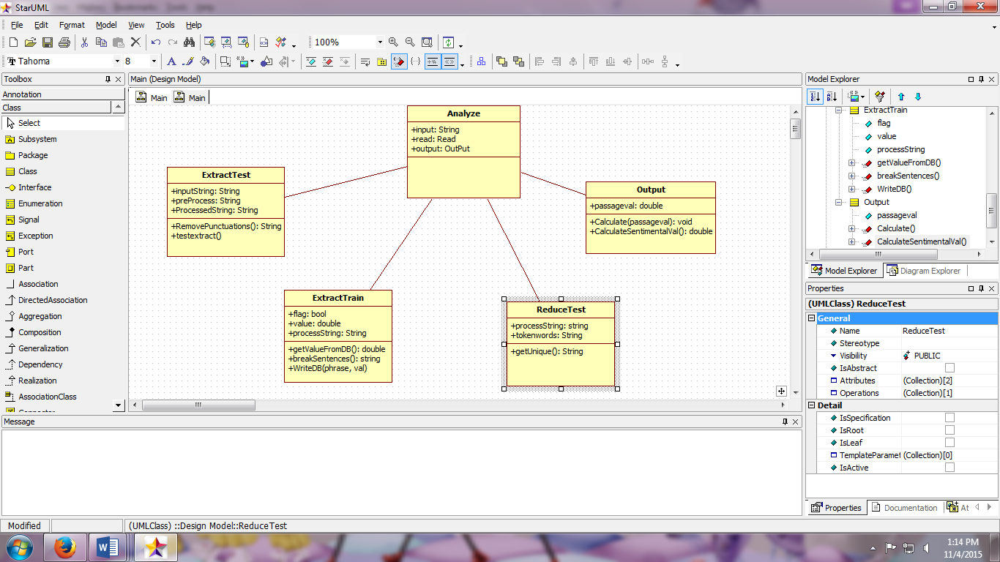 StarUML
File Edit Format Model View Tools Help
100%
Tahoma 8
Toolbox
Annotation
Class
Select
Subsystem
Package
Class
Interface
Enumeration
Signal
Exception
Port
Part
Association
DirectedAssociation
Aggregation
Composition
Generalization
Dependency
Realization
AssociationClass
Main (Design Model)
Main Main
Analyze
+input: String
+read: Read
+output: OutPut
ExtractTest
+inputString: String
+preProcess: String
+ProcessedString: String
+RemovePunctuations(): String
+testextract()
Output
+passageval: double
+Calculate(passageval): void
+CalculateSentimentalVal(): double
ExtractTrain
+flag: bool
+value: double
+processString: String
+getValueFromDB(): double
+breakSentences(): string
+WriteDB(phrase, val)
ReduceTest
+processString: string
+tokenwords: String
+getUnique(): String
Model Explorer
ExtractTrain
flag
value
processString
getValueFromDB()
breakSentences()
WriteDB()
Output
passageval
Calculate()
CalculateSentimentalVal()
Model Explorer Diagram Explorer
Properties
(UMLClass) ReduceTest
General
Name ReduceTest
Stereotype
Visibility PUBLIC
IsAbstract
Attributes (Collection)[2]
Operations (Collection)[1]
Detail
IsSpecification
IsRoot
IsLeaf
TemplateParamet (Collection)[0]
IsActive
Properties Documentation At
Message
Modified
(UMLClass) ::Design Model::ReduceTest
1:14 PM
11/4/2015